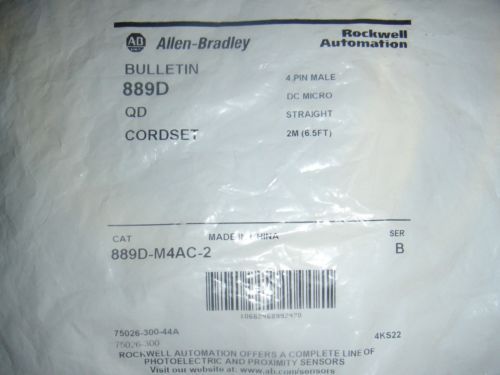 AB Allen-Bradley
Rockwell Automation
BULLETIN
889D
QD
CORDSET
4.PIN MALE
DC MICRO
STRAIGHT
2M (6.5FT)
CAT
MADE IN CHINA
SER
889D-M4AC-2
B
75026-300-44A
4KS22
75026-300
ROCKWELL AUTOMATION OFFERS A COMPLETE LINE OF
PHOTOELECTRIC AND PROXIMITY SENSORS
Visit our website at: www.ab.com/sensors